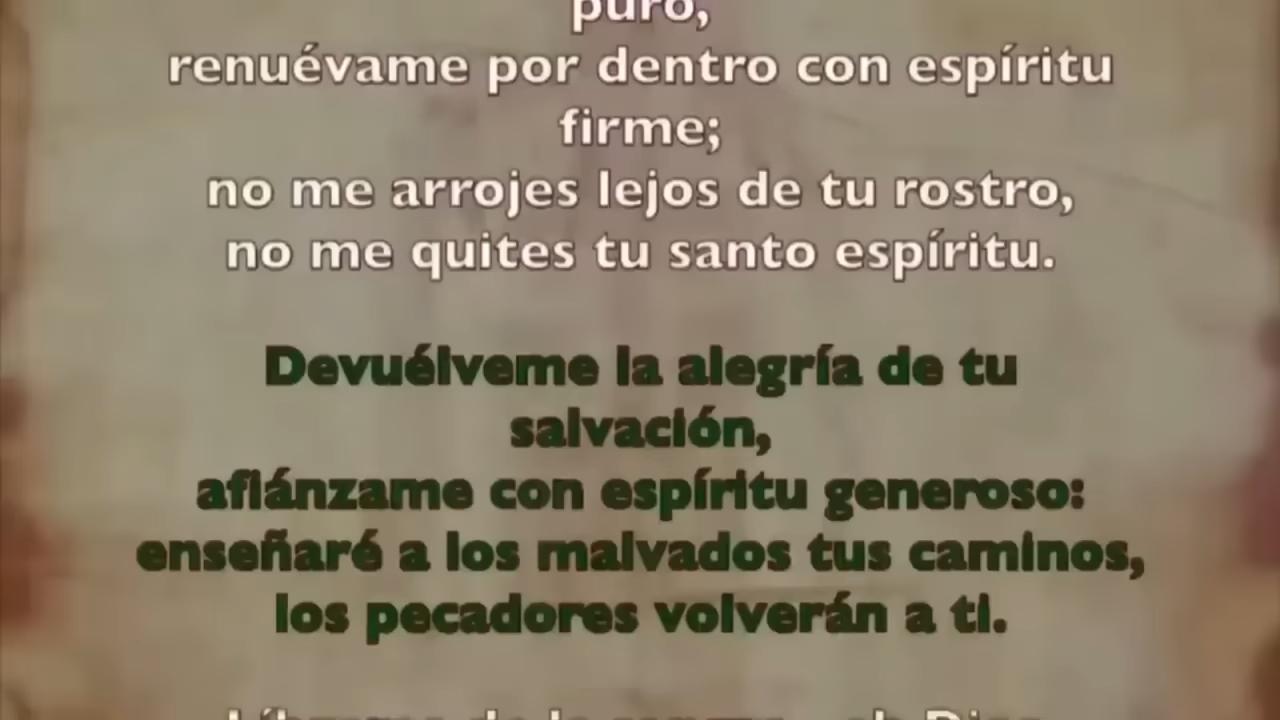 puro,
renuévame por dentro con espíritu
firme;
no me arrojes lejos de tu rostro,
no me quites tu santo espíritu.
Devuélveme la alegría de tu
salvación,
afiánzame con espíritu generoso:
enseñaré a los malvados tus caminos,
los pecadores volverán a ti.